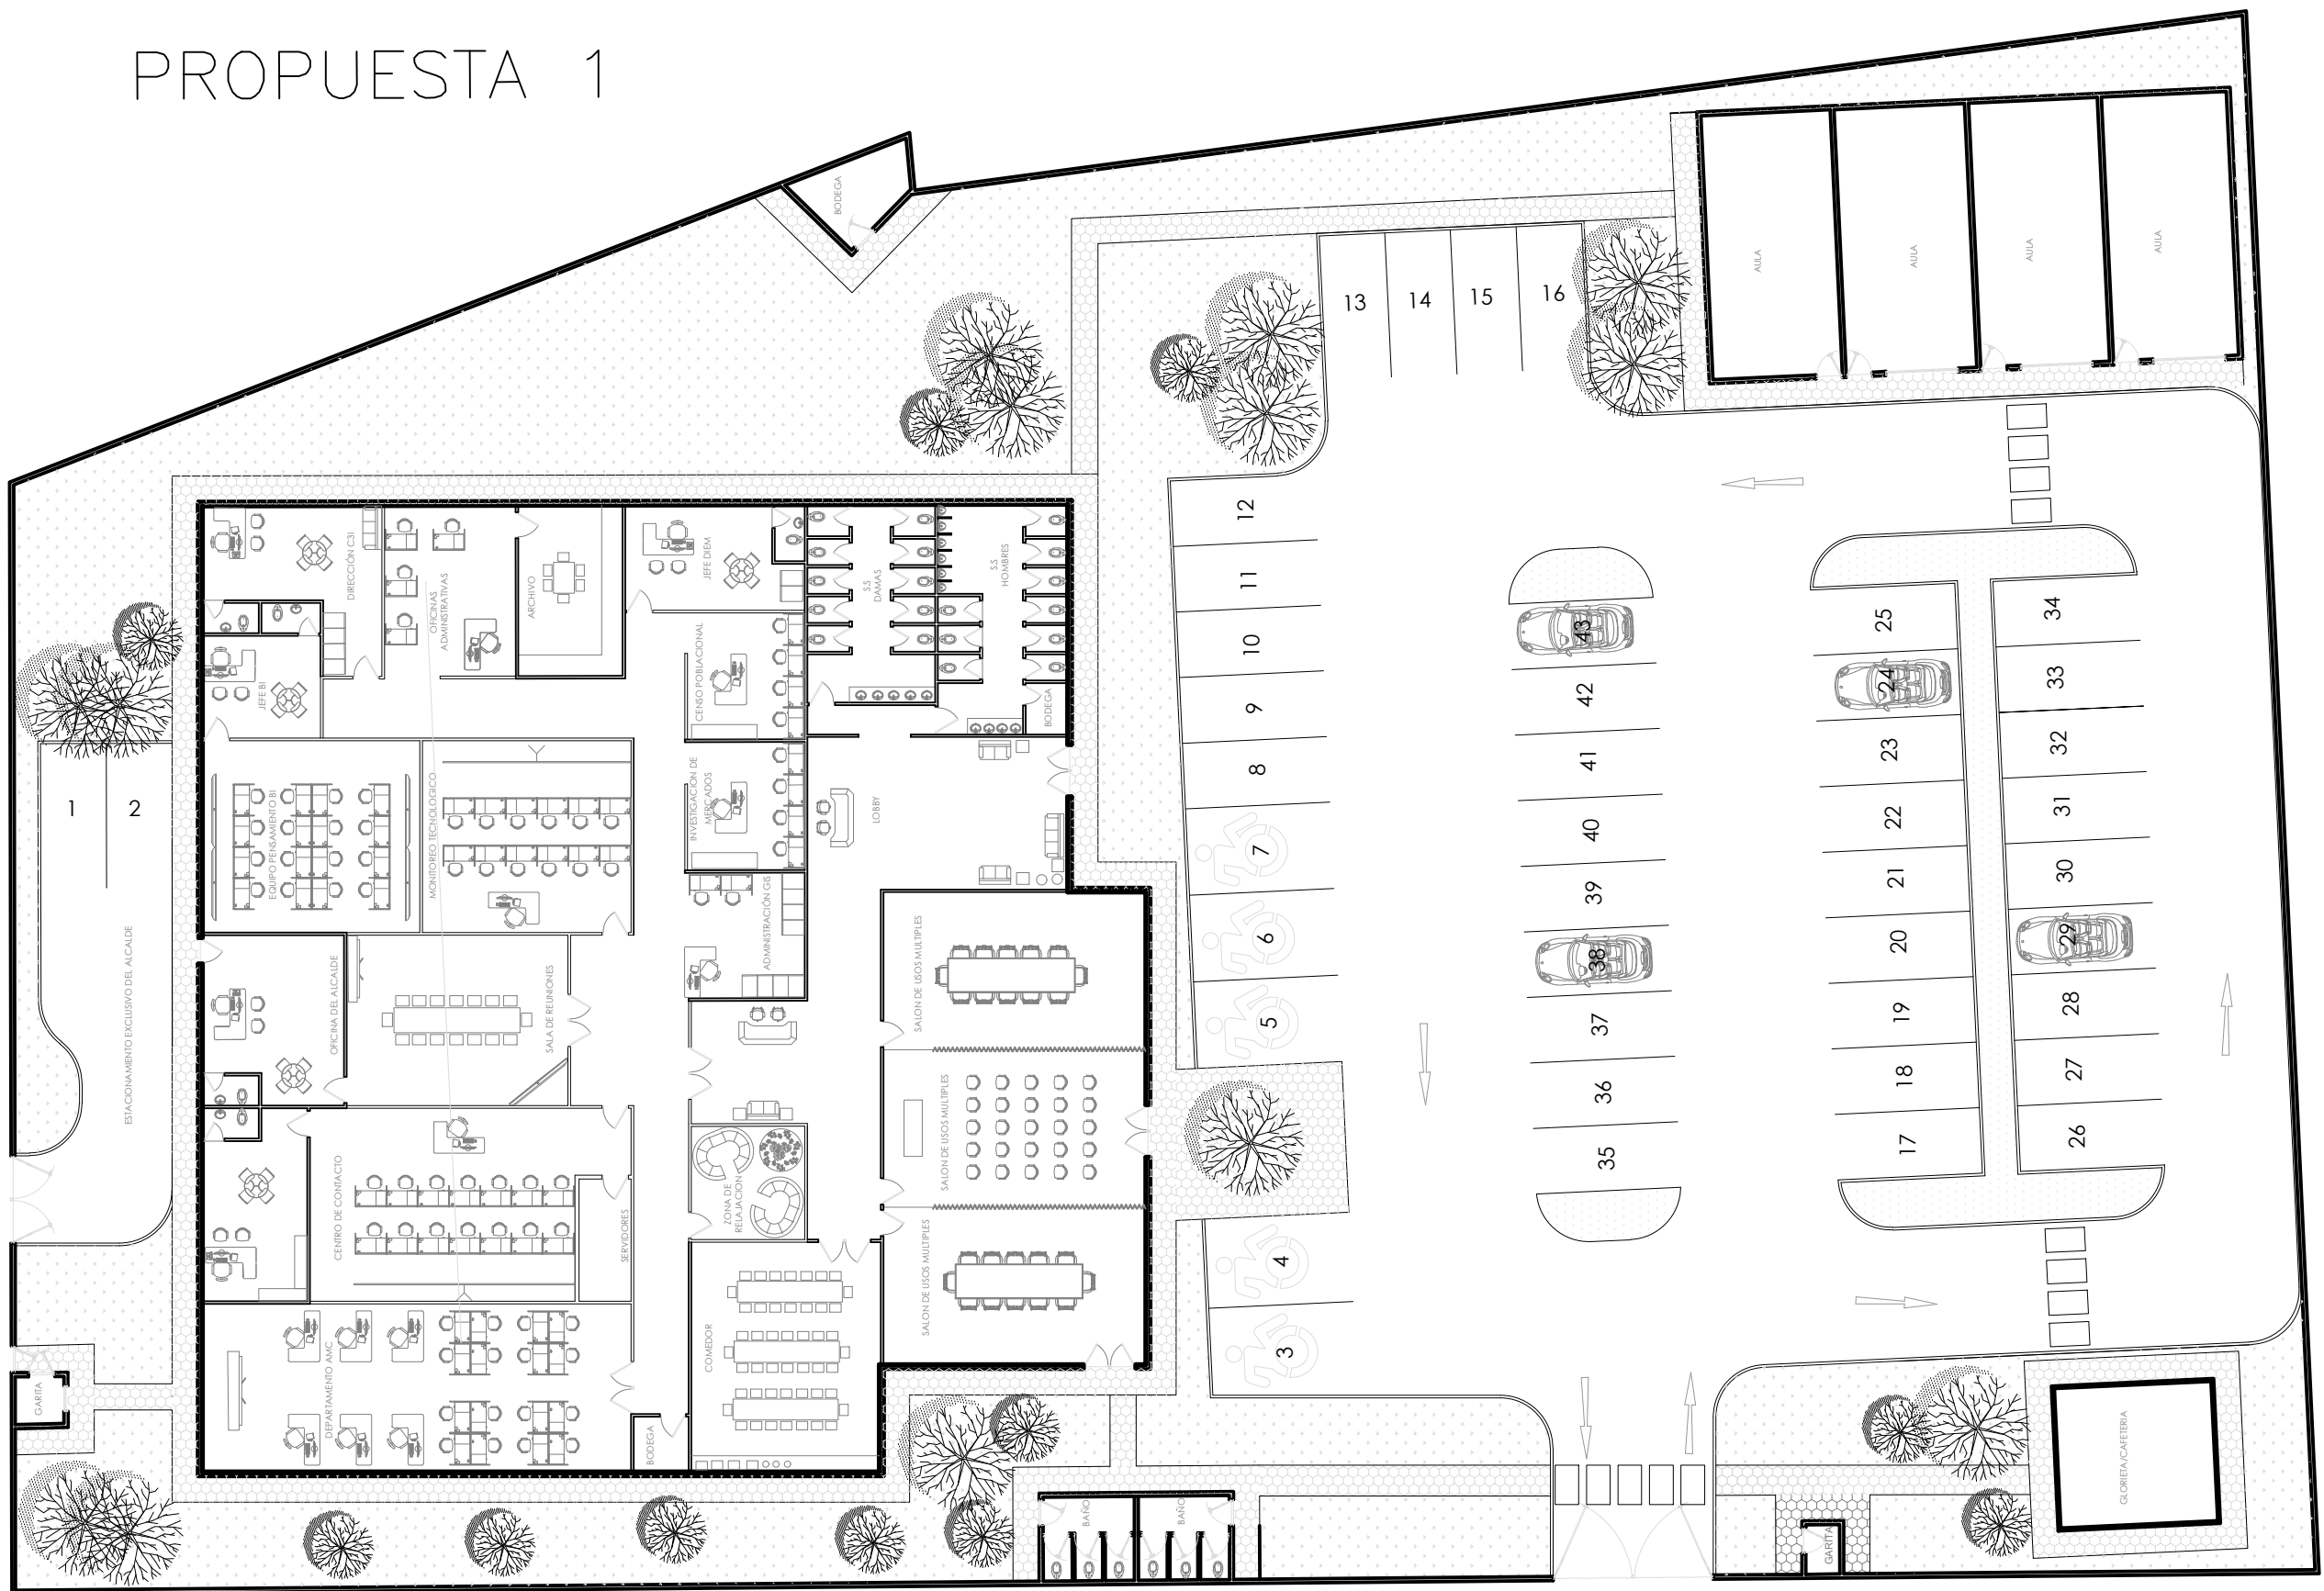 PROPUESTA 1
BODEGA
AULA
AULA
AULA
AULA
13
14
15
16
12
11
10
9
8
7
6
5
4
3
43
42
41
40
39
38
37
36
35
25
24
23
22
21
20
19
18
17
34
33
32
31
30
29
28
27
26
1
2
ESTACIONAMIENTO EXCLUSIVO DEL ALCALDE
DIRECCIÓN C3I
OFICINAS
ADMINISTRATIVAS
ARCHIVO
JEFE DIEM
S.S
DAMAS
S.S
HOMBRES
BODEGA
JEFE BI
CENSO POBLACIONAL
EQUIPO PENSAMIENTO BI
MONITOREO TECNOLOGICO
INVESTIGACION DE
MERCADOS
LOBBY
ADMINISTRACIÓN GIS
OFICINA DEL ALCALDE
SALA DE REUNIONES
SALON DE USOS MULTIPLES
SALON DE USOS MULTIPLES
SALON DE USOS MULTIPLES
CENTRO DE CONTACTO
SERVIDORES
ZONA DE
RELAJACION
COMEDOR
DEPARTAMENTO AMC
BODEGA
GARITA
BAÑO
BAÑO
GARITA
GLORIETA/CAFETERIA